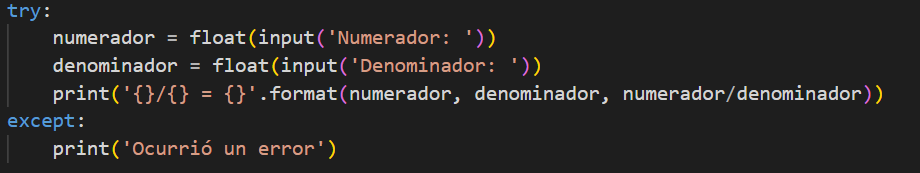 try:
    numerador = float(input('Numerador: '))
    denominador = float(input('Denominador: '))
    print('{}/{} = {}'.format(numerador, denominador, numerador/denominador))
except:
    print('Ocurrió un error')